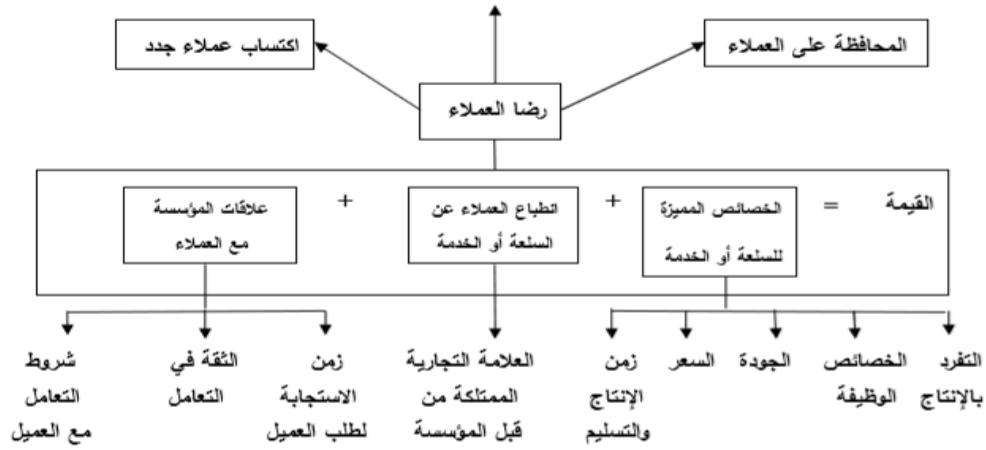 المحافظة على العملاء
اكتساب عملاء جدد
رضا العملاء
القيمة
=
الخصائص المميزة
للسلعة أو الخدمة
+
انطباع العملاء عن
السلعة أو الخدمة
+
علاقات المؤسسة
مع العملاء
التفرد
بالإنتاج
الخصائص
الوظيفة
الجودة
السعر
زمن
الإنتاج
والتسليم
العلامة التجارية
الممتلكة من
قبل المؤسسة
زمن
الاستجابة
لطلب العميل
الثقة في
التعامل
شروط
التعامل
مع العميل